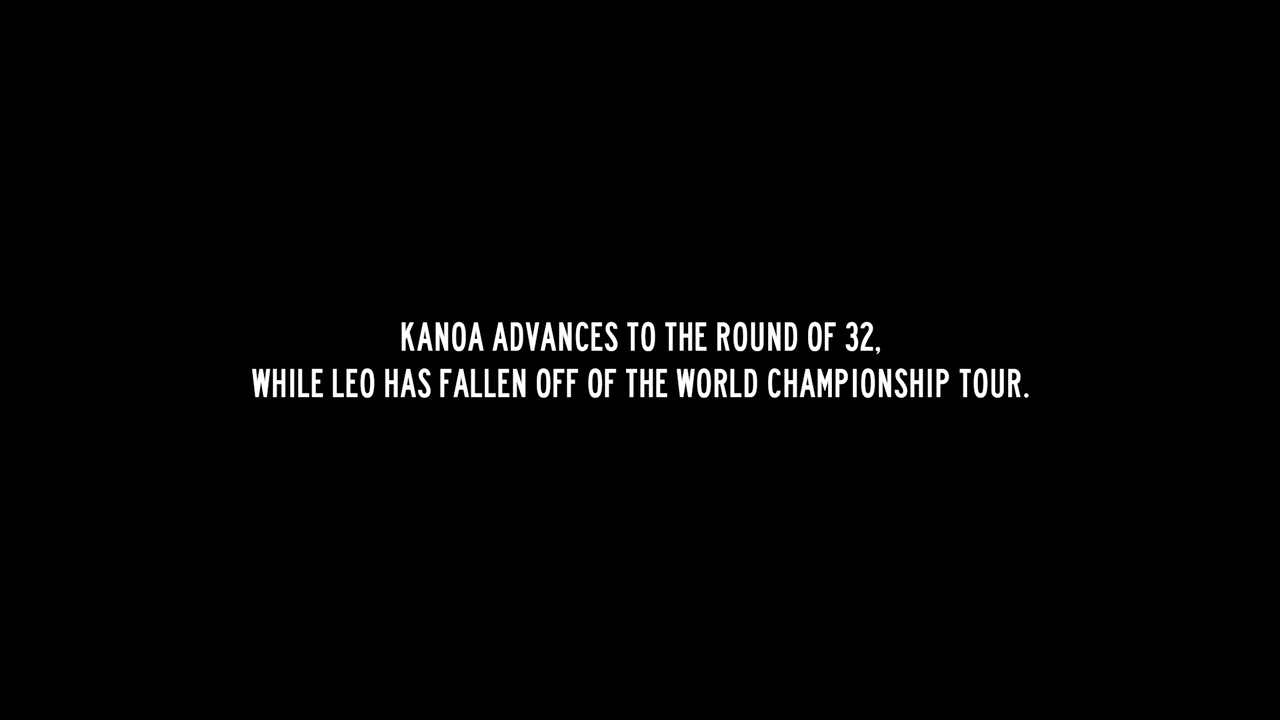 KANOA ADVANCES TO THE ROUND OF 32,
WHILE LEO HAS FALLEN OFF OF THE WORLD CHAMPIONSHIP TOUR.